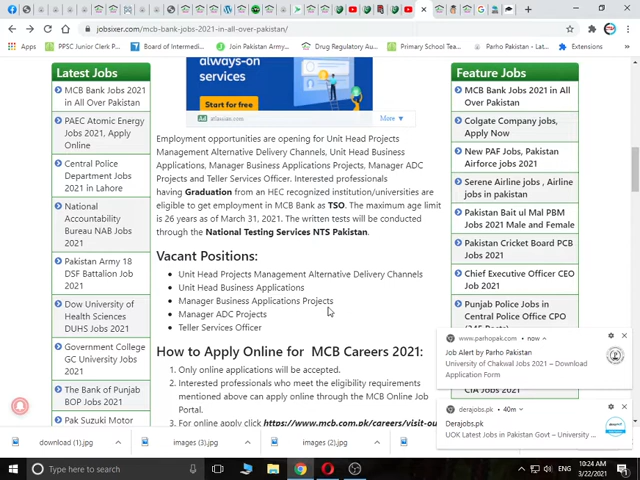 jobsixer.com/mcb-bank-jobs-2021-in-all-over-pakistan/
Apps
PPSC Junior Clerk P...
Board of Intermedi...
Join Pakistan Army...
Drug Regulatory Au...
Primary School Tea...
Parho Pakistan – Ev...
Extensions
Latest Jobs
MCB Bank Jobs 2021
in All Over Pakistan
PAEC Atomic Energy
Jobs 2021, Apply
Online
Central Police
Department Jobs
2021 in Lahore
National
Accountability
Bureau NAB Jobs
2021
Pakistan Army 18
DSF Battalion Job
2021
Dow University of
Health Sciences
DUHS Jobs 2021
Government College
GC University Jobs
2021
The Bank of Punjab
BOP Jobs 2021
Pak Suzuki Motor
always-on
services
Start for free
Ad
atlassian.com
More
Employment opportunities are opening for Unit Head Projects
Management Alternative Delivery Channels, Unit Head Business
Applications, Manager Business Applications Projects, Manager ADC
Projects and Teller Services Officer. Interested professionals
having Graduation from an HEC recognized institution/universities are
eligible to get employment in MCB Bank as TSO. The maximum age limit
is 26 years as of March 31, 2021. The written tests will be conducted
through the National Testing Services NTS Pakistan.
Vacant Positions:
Unit Head Projects Management Alternative Delivery Channels
Unit Head Business Applications
Manager Business Applications Projects
Manager ADC Projects
Teller Services Officer
How to Apply Online for MCB Careers 2021:
1. Only online applications will be accepted.
2. Interested professionals who meet the eligibility requirements
mentioned above can apply online through the MCB Online Job
Portal.
3. For online apply click https://www.mcb.com.pk/careers/visit-ou
Feature Jobs
MCB Bank Jobs 2021 in All
Over Pakistan
Colgate Company jobs,
Apply Now
New PAF Jobs, Pakistan
Airforce jobs 2021
Serene Airline jobs , Airline
jobs in pakistan
Pakistan Bait ul Mal PBM
Jobs 2021 Male and Female
Pakistan Cricket Board PCB
Jobs 2021
Chief Executive Officer CEO
Job 2021
Punjab Police Jobs in
Central Police Office CPO
CIA Jobs 2021
www.parhopak.com • now
Job Alert by Parho Pakistan
University of Chakwal Jobs 2021 – Download
Application Form
derajobs.pk • 40m
Derajobs.pk
UOK Latest Jobs in Pakistan Govt – University ...
download (1).jpg
images (3).jpg
images (2).jpg
Show all
Type here to search
ENG
10:24 AM
3/22/2021